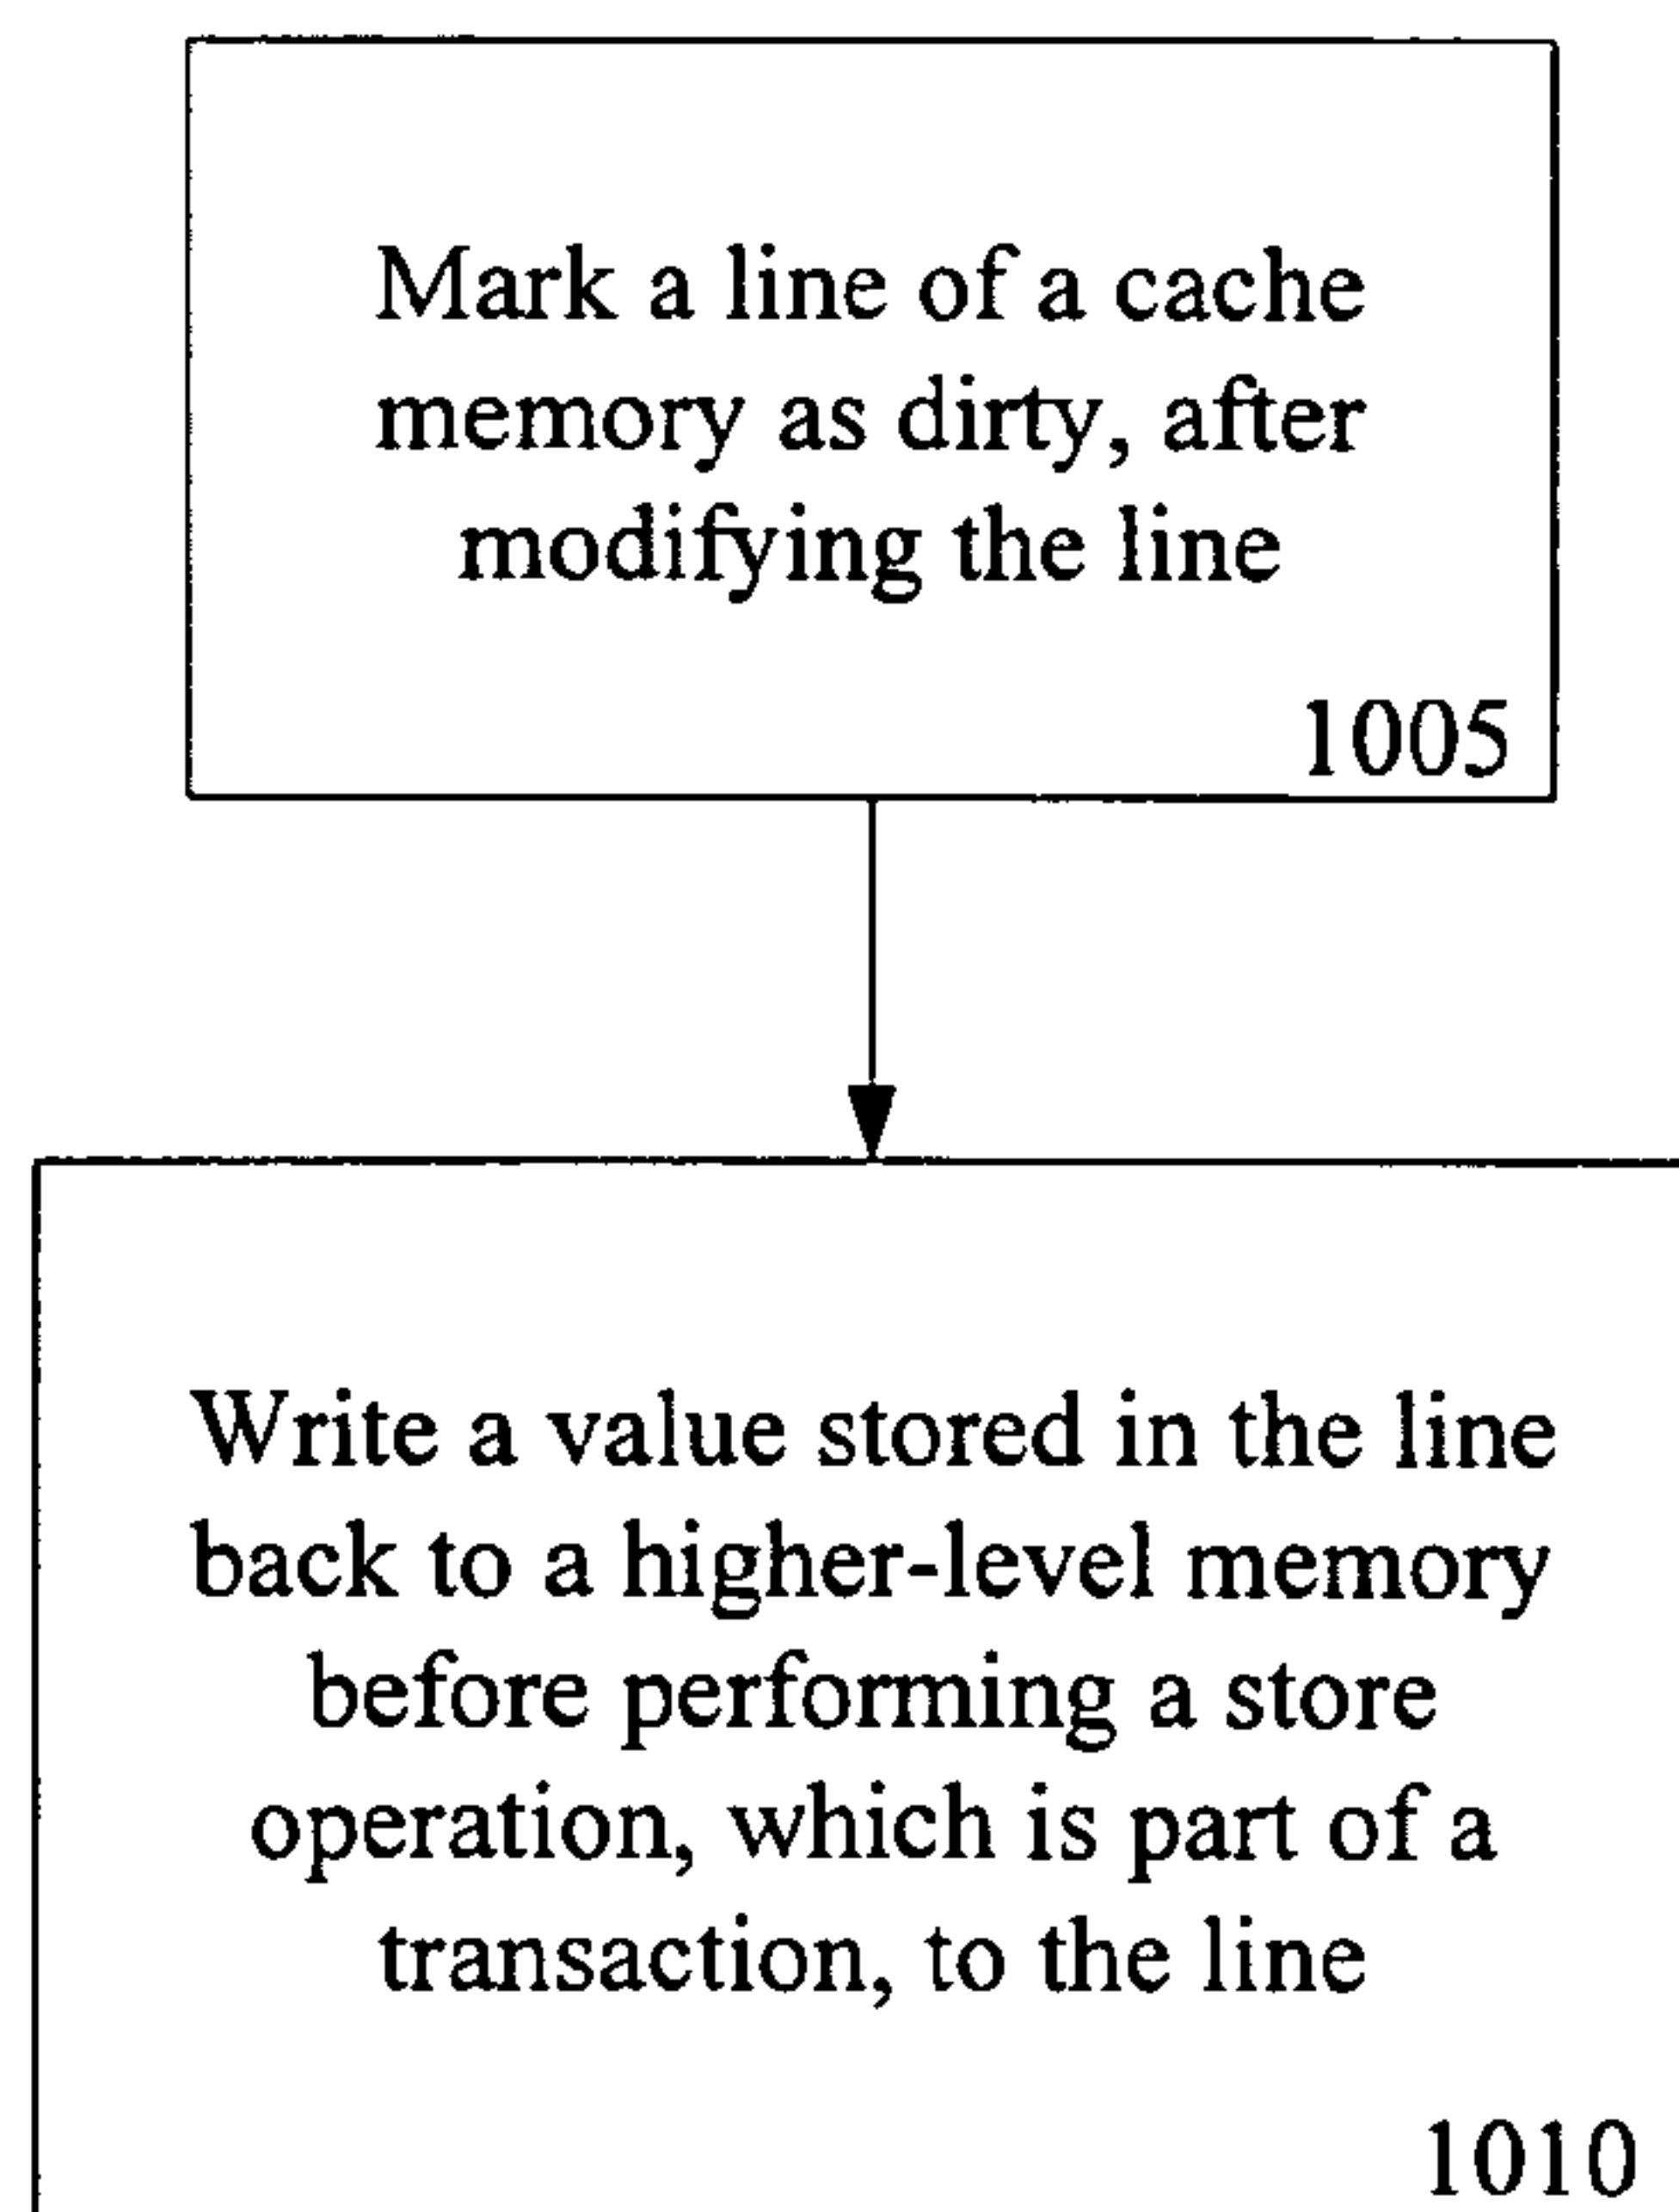 Mark a line of a cache
memory as dirty, after
modifying the line
1005
Write a value stored in the line
back to a higher-level memory
before performing a store
operation, which is part of a
transaction, to the line
1010